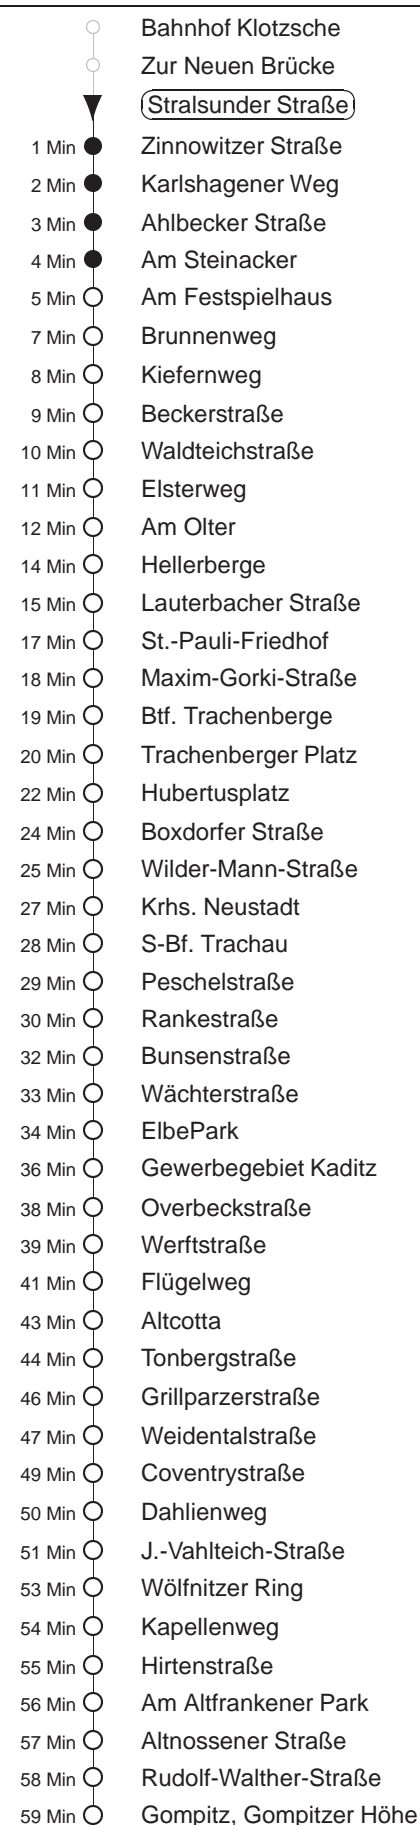 Bahnhof Klotzsche
Zur Neuen Brücke
Stralsunder Straße
1 Min Zinnowitzer Straße
2 Min Karlshagener Weg
3 Min Ahlbecker Straße
4 Min Am Steinacker
5 Min Am Festspielhaus
7 Min Brunnenweg
8 Min Kiefernweg
9 Min Beckerstraße
10 Min Waldteichstraße
11 Min Elsterweg
12 Min Am Olter
14 Min Hellerberge
15 Min Lauterbacher Straße
17 Min St.-Pauli-Friedhof
18 Min Maxim-Gorki-Straße
19 Min Btf. Trachenberge
20 Min Trachenberger Platz
22 Min Hubertusplatz
24 Min Boxdorfer Straße
25 Min Wilder-Mann-Straße
27 Min Krhs. Neustadt
28 Min S-Bf. Trachau
29 Min Peschelstraße
30 Min Rankestraße
32 Min Bunsenstraße
33 Min Wächterstraße
34 Min ElbePark
36 Min Gewerbegebiet Kaditz
38 Min Overbeckstraße
39 Min Werftstraße
41 Min Flügelweg
43 Min Altcotta
44 Min Tonbergstraße
46 Min Grillparzerstraße
47 Min Weidentalstraße
49 Min Coventrystraße
50 Min Dahlienweg
51 Min J.-Vahlteich-Straße
53 Min Wölfnitzer Ring
54 Min Kapellenweg
55 Min Hirtenstraße
56 Min Am Altfrankener Park
57 Min Altnossener Straße
58 Min Rudolf-Walther-Straße
59 Min Gompitz, Gompitzer Höhe